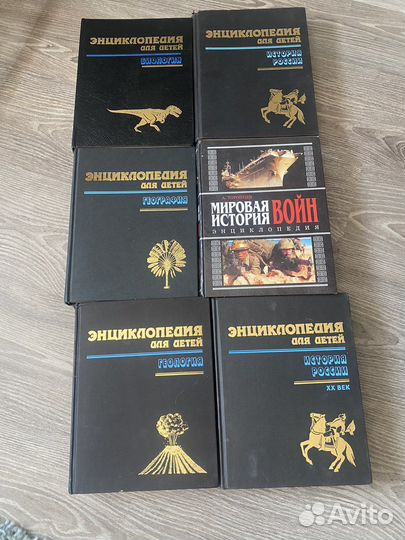 ЭНЦИКЛОПЕДИЯ
для детей
БИОЛОГИЯ
ЭНЦИКЛОПЕДИЯ
для детей
ИСТОРИЯ
РОССИИ
ЭНЦИКЛОПЕДИЯ
для детей
ГЕОГРАФИЯ
МИРОВАЯ
ИСТОРИЯ
ВОЙН
ЭНЦИКЛОПЕДИЯ
ЭНЦИКЛОПЕДИЯ
для детей
ГЕОЛОГИЯ
ЭНЦИКЛОПЕДИЯ
для детей
ИСТОРИЯ
РОССИИ
XX ВЕК
Avito